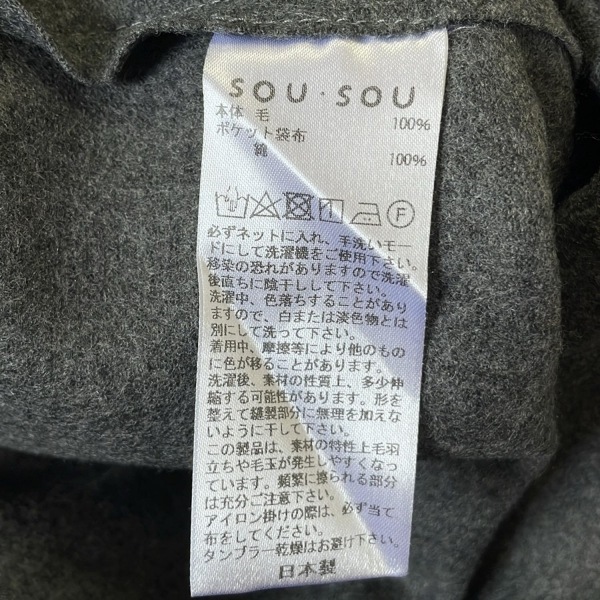 SOU・SOU
本体 毛 100%
ポケット袋布
綿 100%
F
必ずネットに入れ、手洗いモー
ドにして洗濯機をご使用下さい。
移染の恐れがありますので洗濯
後直ちに陰干しして下さい。
洗濯中、色落ちすることがあり
ますので、白または淡色物とは
別にして洗って下さい。
着用中、摩擦等により他のもの
に色が移ることがあります。
洗濯後、素材の性質上、多少伸
縮する可能性があります。形を
整えて縫製部分に無理を加えな
いように干して下さい。
この製品は、素材の特性上毛羽
立ちや毛玉が発生しやすくなっ
ています。頻繁に擦られる部分
は充分ご注意下さい。
アイロン掛けの際は、必ず当て
布をしてください。
タンブラー乾燥はお避け下さい。
日本製